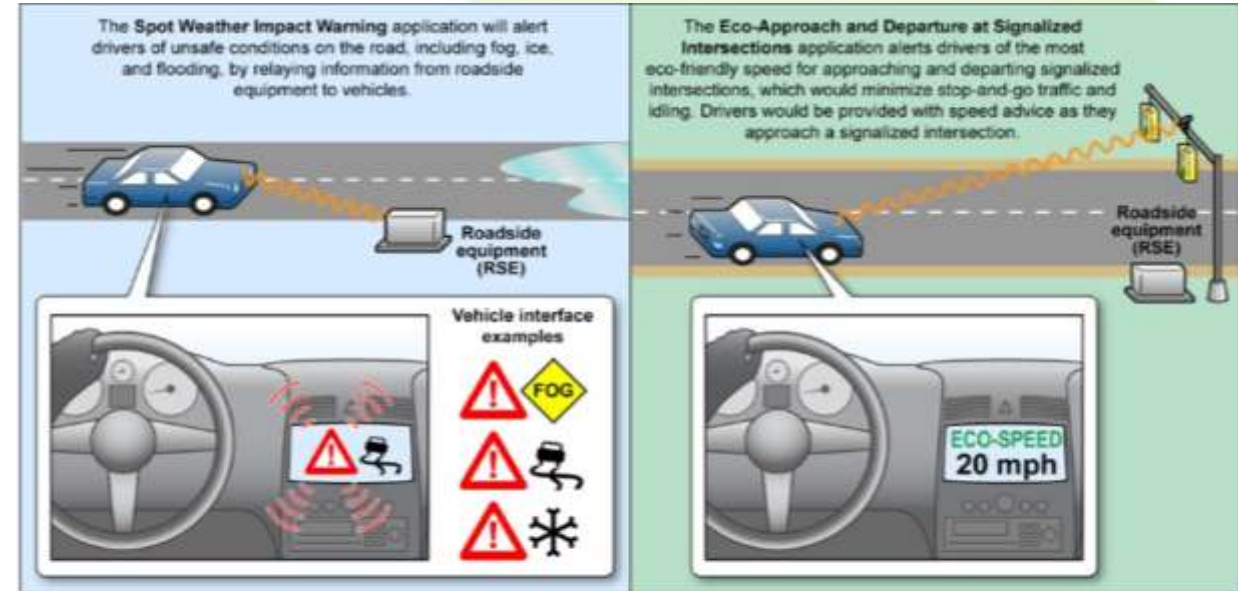 The Spot Weather Impact Warning application will alert
drivers of unsafe conditions on the road, including fog, ice,
and flooding, by relaying information from roadside
equipment to vehicles.
Roadside
equipment
(RSE)
Vehicle interface
examples
FOG
The Eco-Approach and Departure at Signalized
Intersections application alerts drivers of the most
eco-friendly speed for approaching and departing signalized
intersections, which would minimize stop-and-go traffic and
idling. Drivers would be provided with speed advice as they
approach a signalized intersection.
Roadside
equipment
(RSE)
ECO-SPEED
20 mph